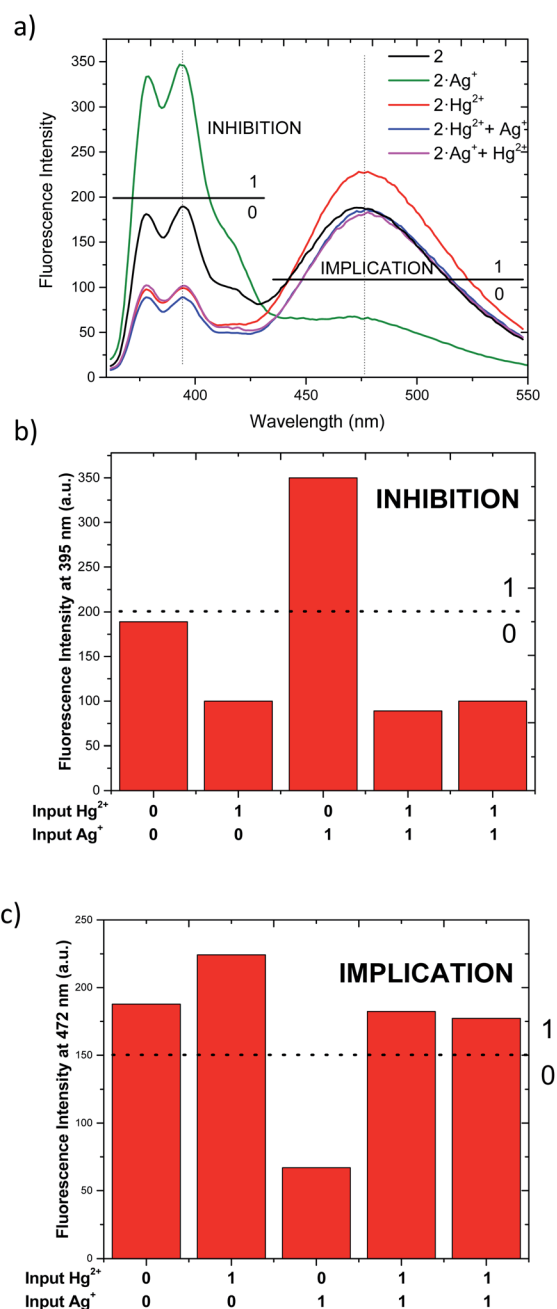 a)
Fluorescence Intensity
350
300
250
200
150
100
50
0
2
2·Ag⁺
2·Hg²⁺
2·Hg²⁺ + Ag⁺
2·Ag⁺ + Hg²⁺
INHIBITION
1
0
IMPLICATION
1
0
400 450 500 550
Wavelength (nm)
b)
Fluorescence Intensity at 395 nm (a.u.)
350
300
250
200
150
100
50
0
INHIBITION
1
0
Input Hg²⁺ 0 1 0 1 1
Input Ag⁺ 0 0 1 1 1
c)
Fluorescence Intensity at 472 nm (a.u.)
250
200
150
100
50
0
IMPLICATION
1
0
Input Hg²⁺ 0 1 0 1 1
Input Ag⁺ 0 0 1 1 1